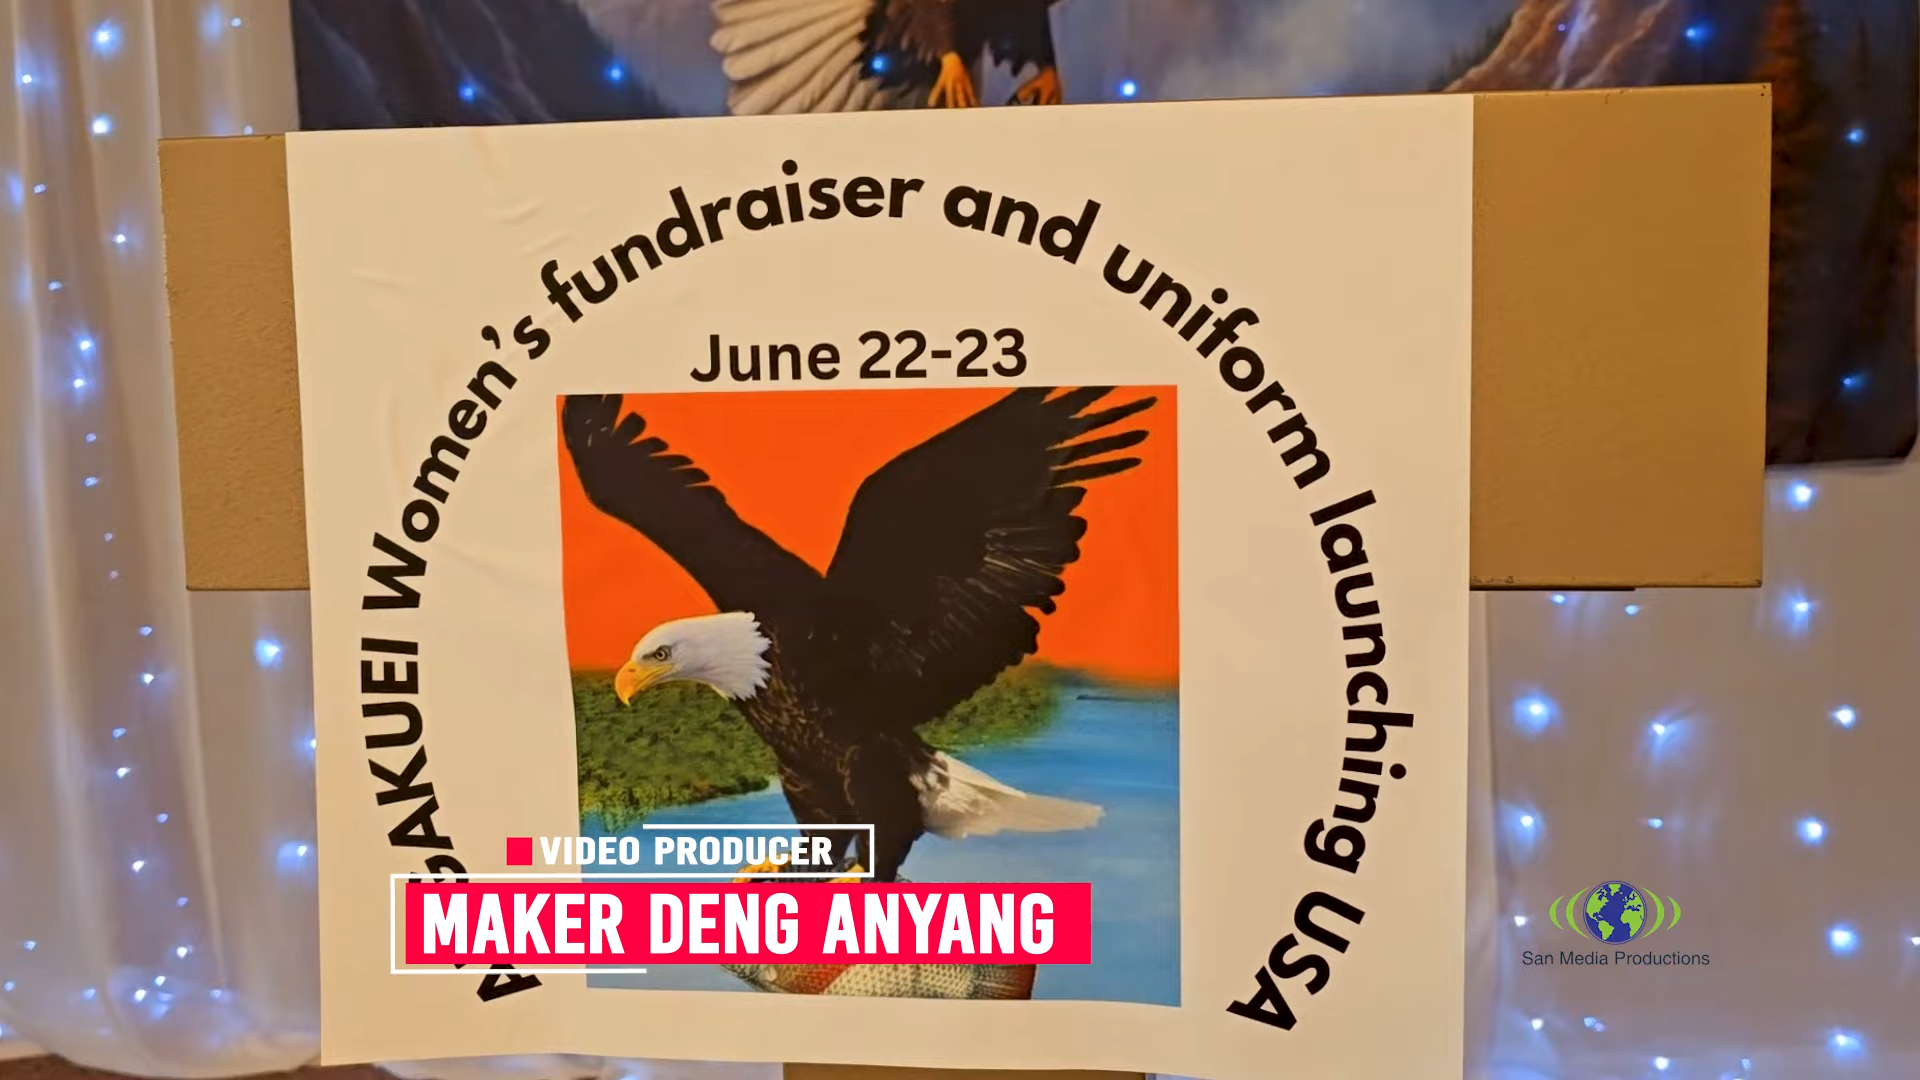 AKUEI Women's fundraiser and uniform launching USA
June 22-23
VIDEO PRODUCER
MAKER DENG ANYANG
San Media Productions